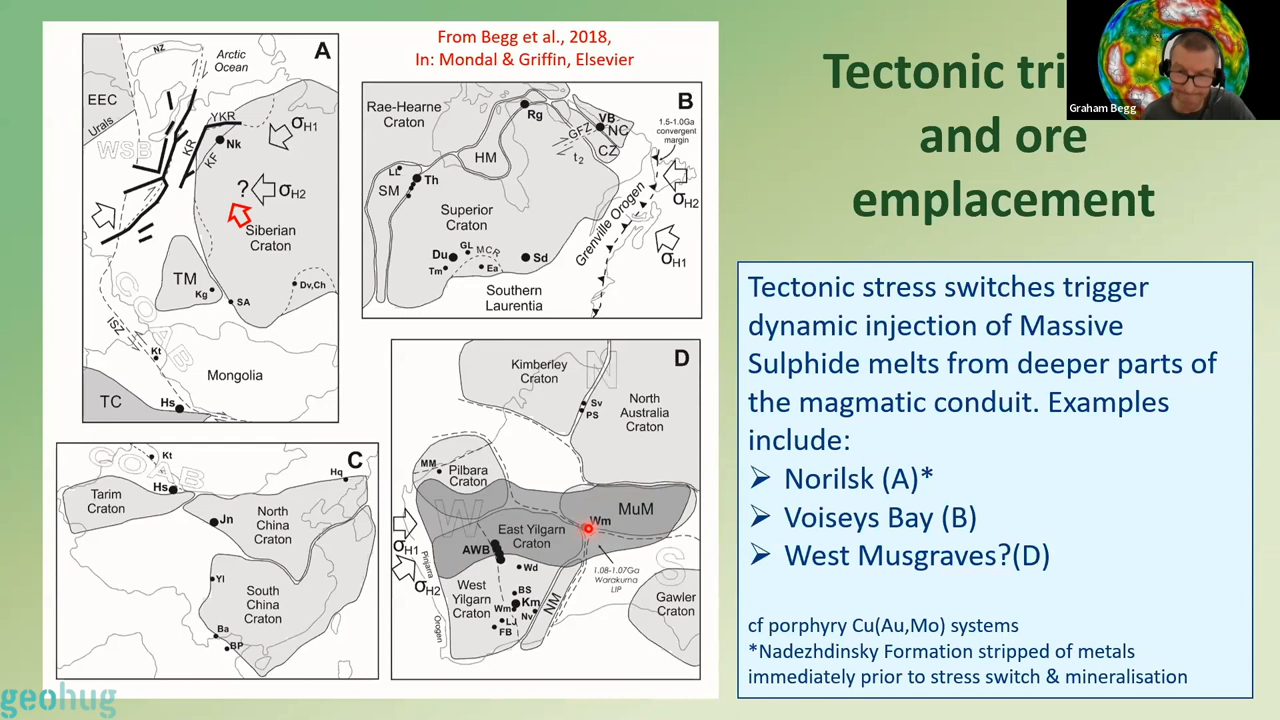 From Begg et al., 2018,
In: Mondal & Griffin, Elsevier
Tectonic tri
and ore
emplacement
Graham Begg
A
NZ
Arctic
Ocean
EEC
Urals
WSB
YKR
KR
KF
Nk
σH1
?
σH2
Siberian
Craton
TM
Kg
SA
Dv,Ch
COAB
ISZ
Kt
Mongolia
TC
Hs
B
Rae-Hearne
Craton
Rg
VB
NC
1.5-1.0Ga
convergent
margin
GFZ
CZ
t2
HM
LL
SM
Th
σH2
Superior
Craton
Grenville Orogen
σH1
GL
MCR
Du
Sd
Tm
Ea
Southern
Laurentia
C
COAB
Kt
Hs
Hq
Tarim
Craton
North
China
Craton
Jn
Yl
South
China
Craton
Ba
BP
D
Kimberley
Craton
N
Sv
PS
North
Australia
Craton
MM
Pilbara
Craton
W
MuM
Wm
East Yilgarn
Craton
AWB
σH1
Pinjarra
Orogen
σH2
Wd
1.08-1.07Ga
Warakurna
LIP
S
West
Yilgarn
Craton
BS
Km
Wm
Nv
LJ
FB
NM
Gawler
Craton
Tectonic stress switches trigger
dynamic injection of Massive
Sulphide melts from deeper parts of
the magmatic conduit. Examples
include:
➢ Norilsk (A)*
➢ Voiseys Bay (B)
➢ West Musgraves?(D)
cf porphyry Cu(Au,Mo) systems
*Nadezhdinsky Formation stripped of metals
immediately prior to stress switch & mineralisation
geohug